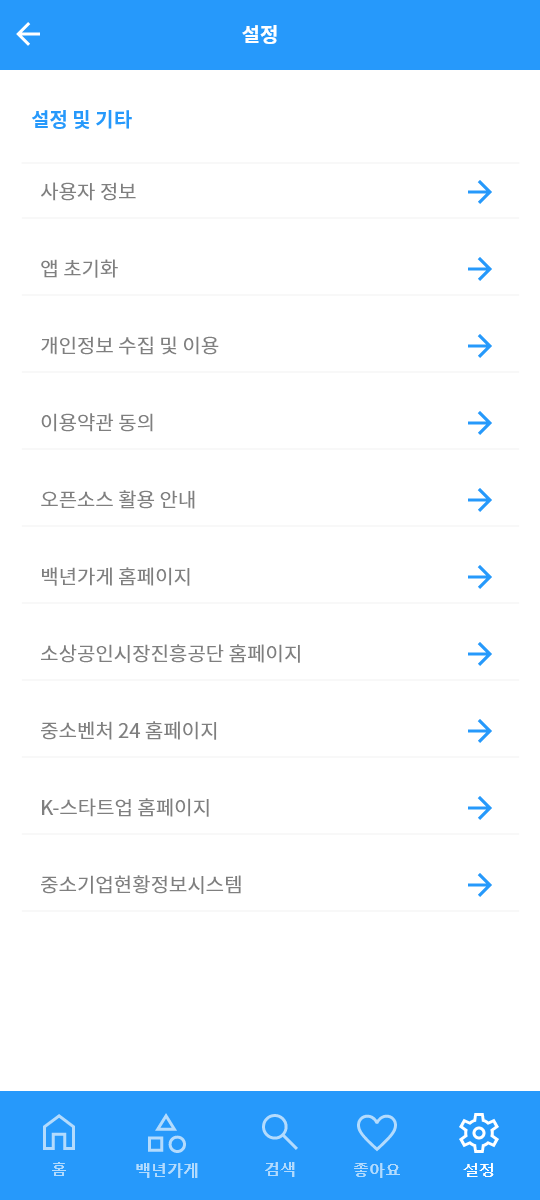 설정
설정 및 기타
사용자 정보
앱 초기화
개인정보 수집 및 이용
이용약관 동의
오픈소스 활용 안내
백년가게 홈페이지
소상공인시장진흥공단 홈페이지
중소벤처 24 홈페이지
K-스타트업 홈페이지
중소기업현황정보시스템
홈 백년가게 검색 좋아요 설정